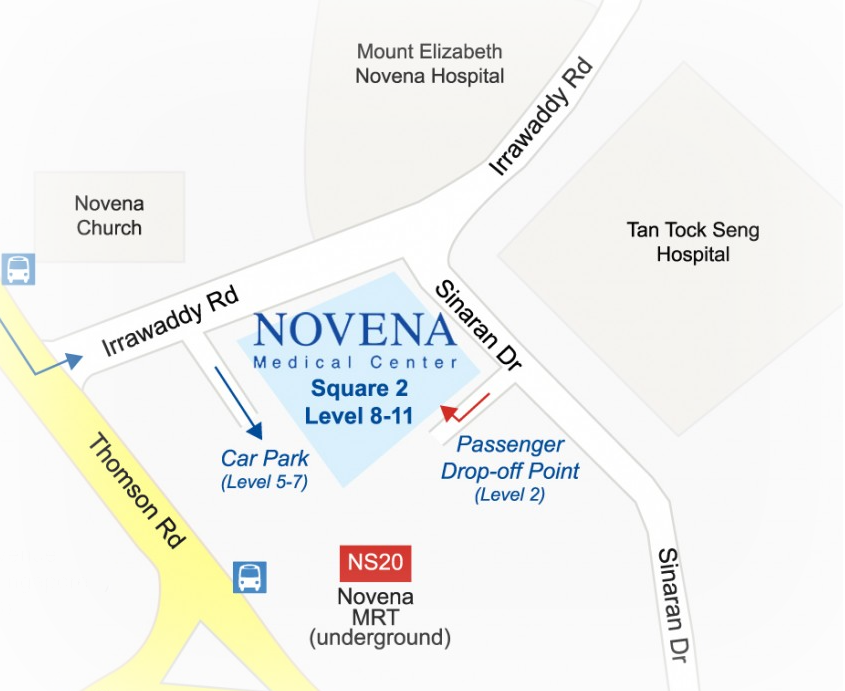 Mount Elizabeth
Novena Hospital
Irrawaddy Rd
Novena
Church
Tan Tock Seng
Hospital
Irrawaddy Rd
Sinaran Dr
NOVENA
Medical Center
Square 2
Level 8-11
Car Park
(Level 5-7)
Passenger
Drop-off Point
(Level 2)
Thomson Rd
NS20
Novena
MRT
(underground)
Sinaran Dr